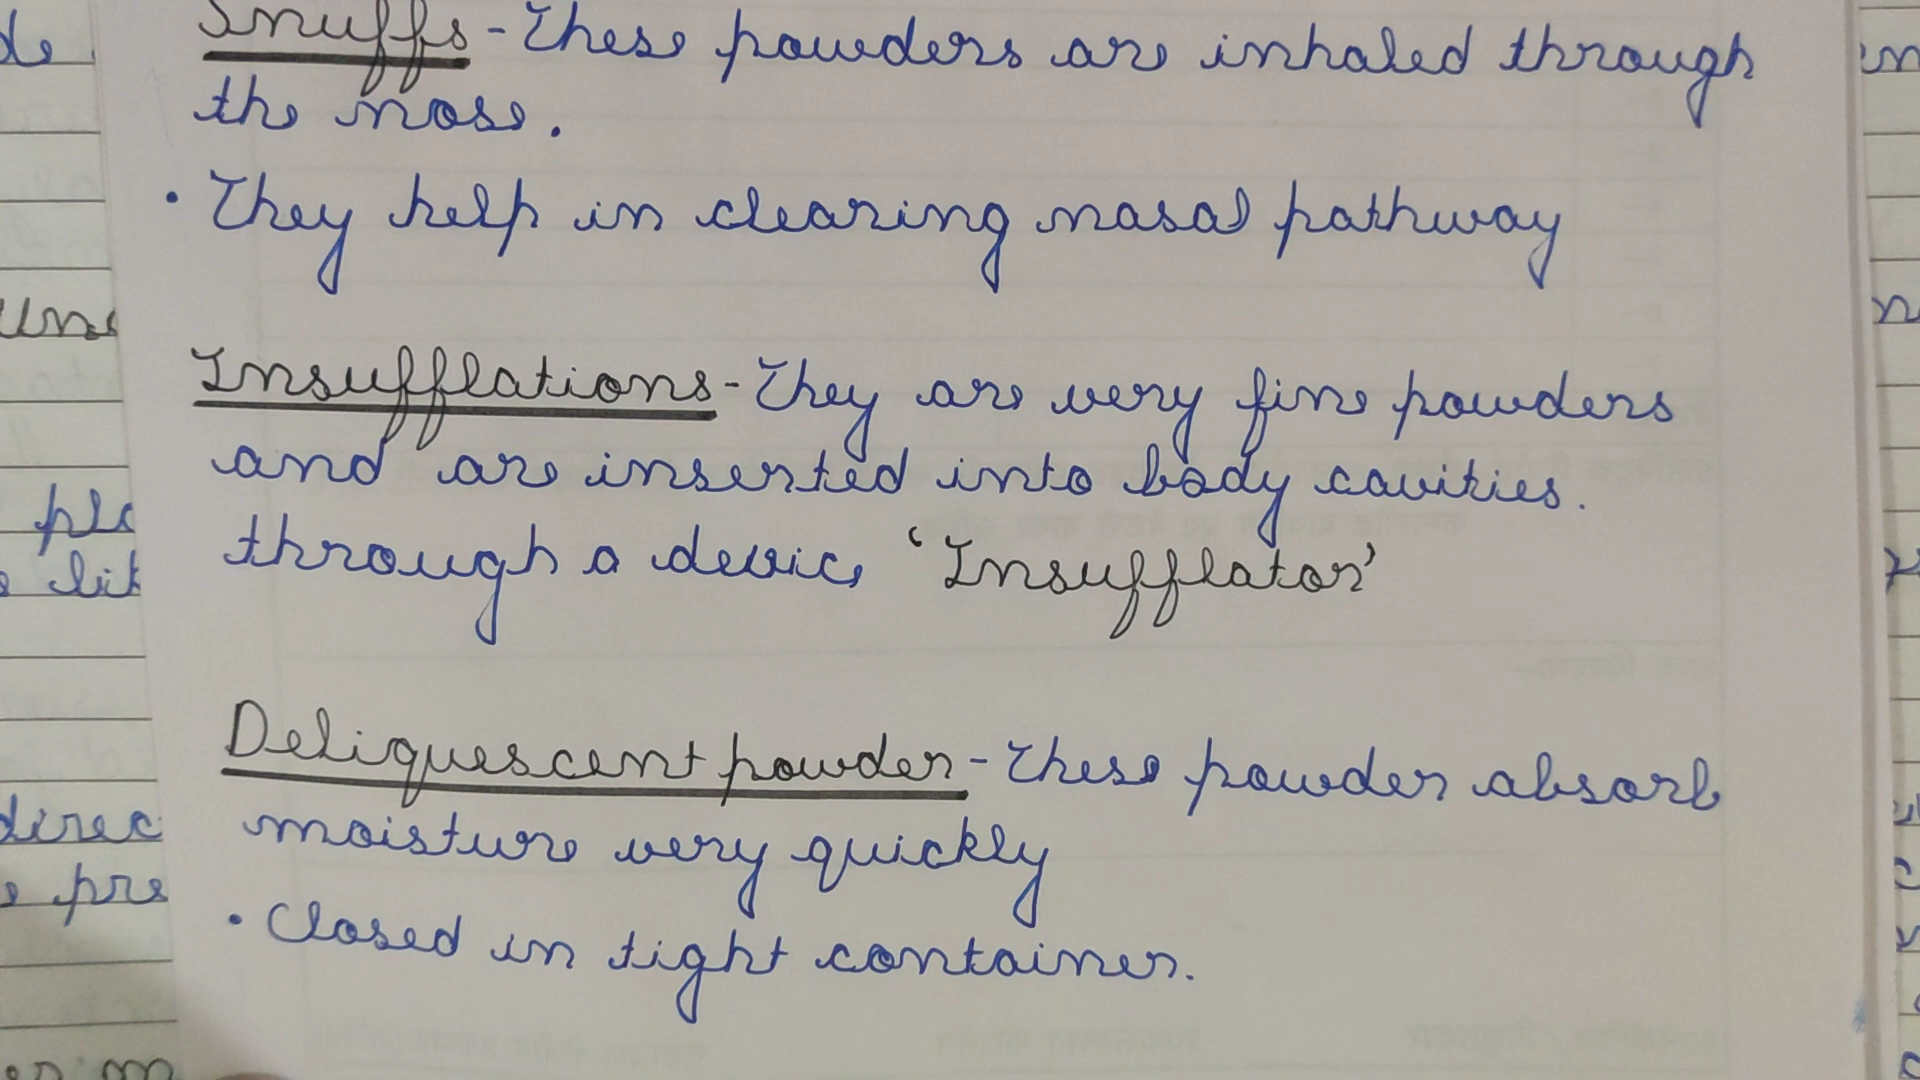 Snuffs - These powders are inhaled through
the nose.
• They help in clearing nasal pathway
Insufflations - They are very fine powders
and are inserted into body cavities.
through a device 'Insufflator'
Deliquescent powder - These powder absorb
moisture very quickly
• Closed in tight container.